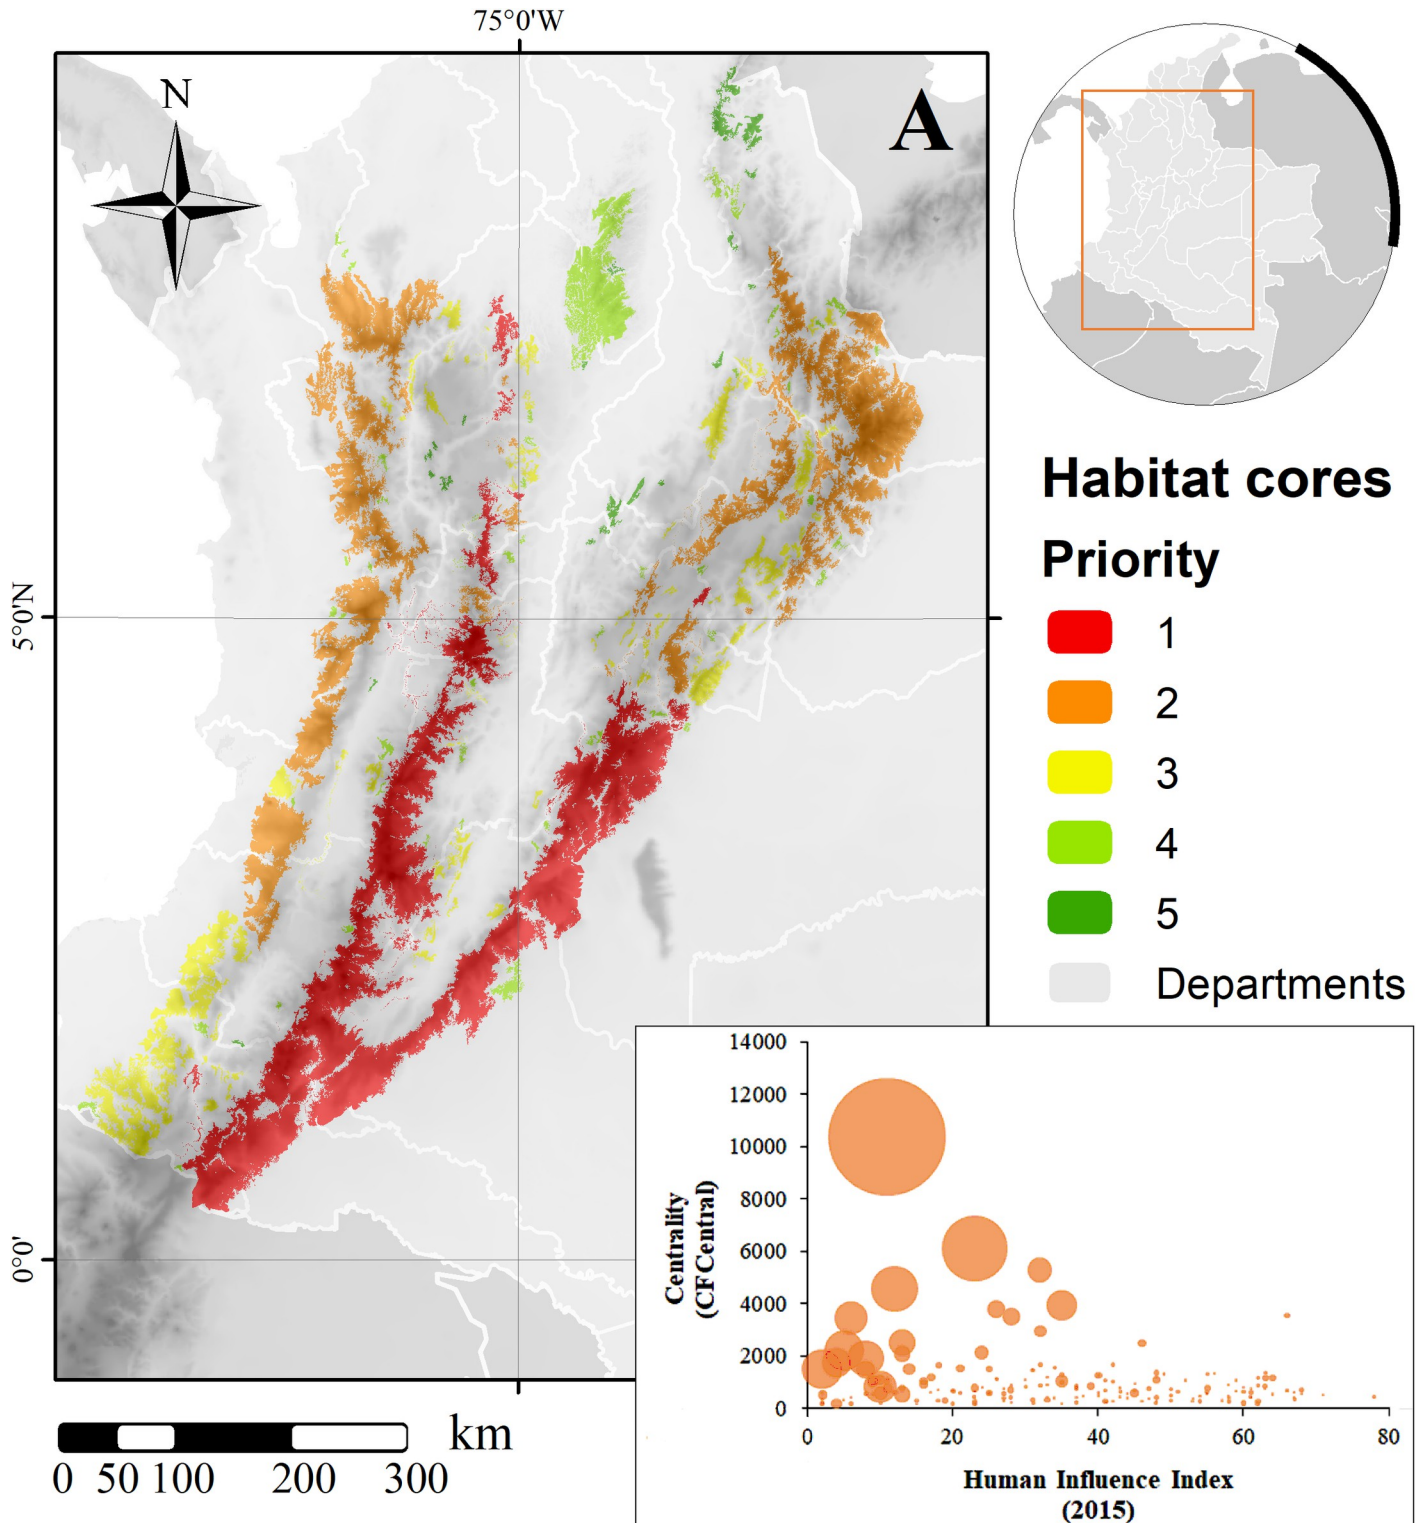 75°0'W
N
A
5°0'N
0°0'
km
0 50 100 200 300
Habitat cores
Priority
1
2
3
4
5
Departments
14000
12000
10000
8000
6000
4000
2000
0
Centrality
(CFCentral)
0 20 40 60 80
Human Influence Index
(2015)